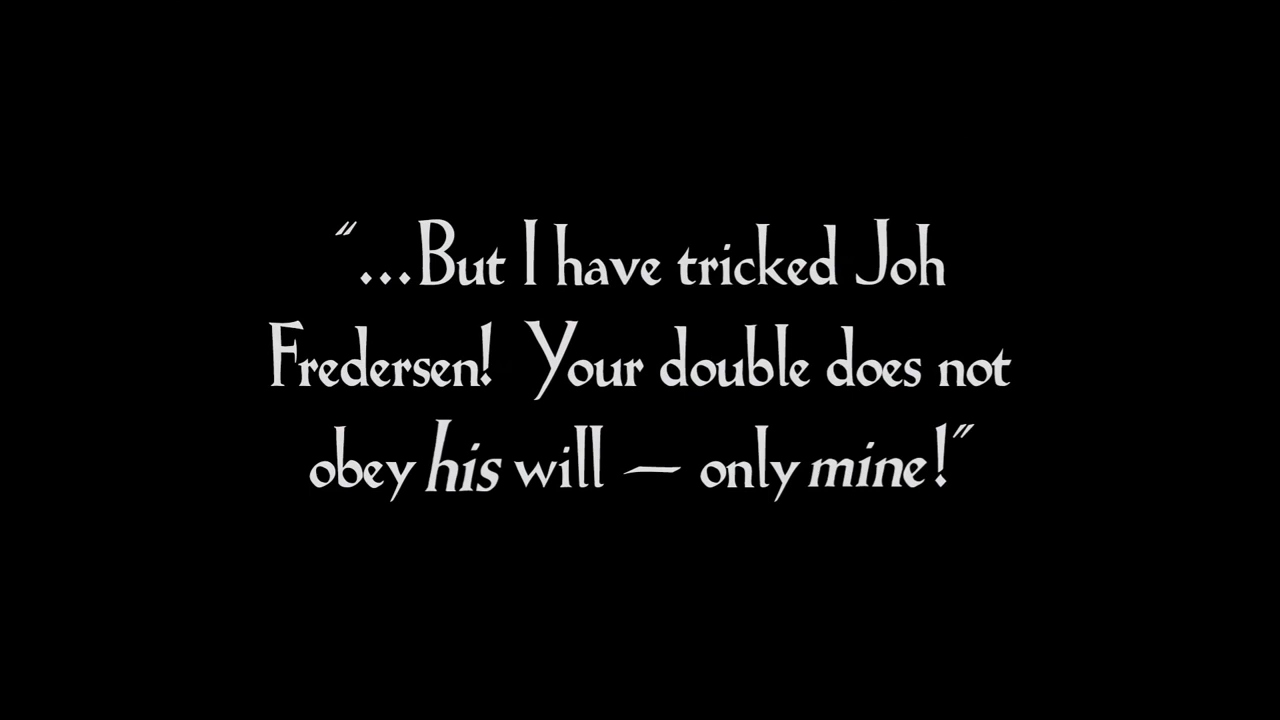 “...But I have tricked Joh
Fredersen! Your double does not
obey his will — only mine!”